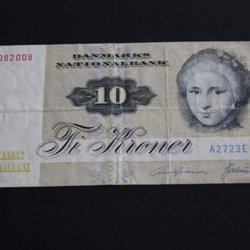 082008
DANMARKS
NATIONALBANK
10
Ti Kroner
A2723E